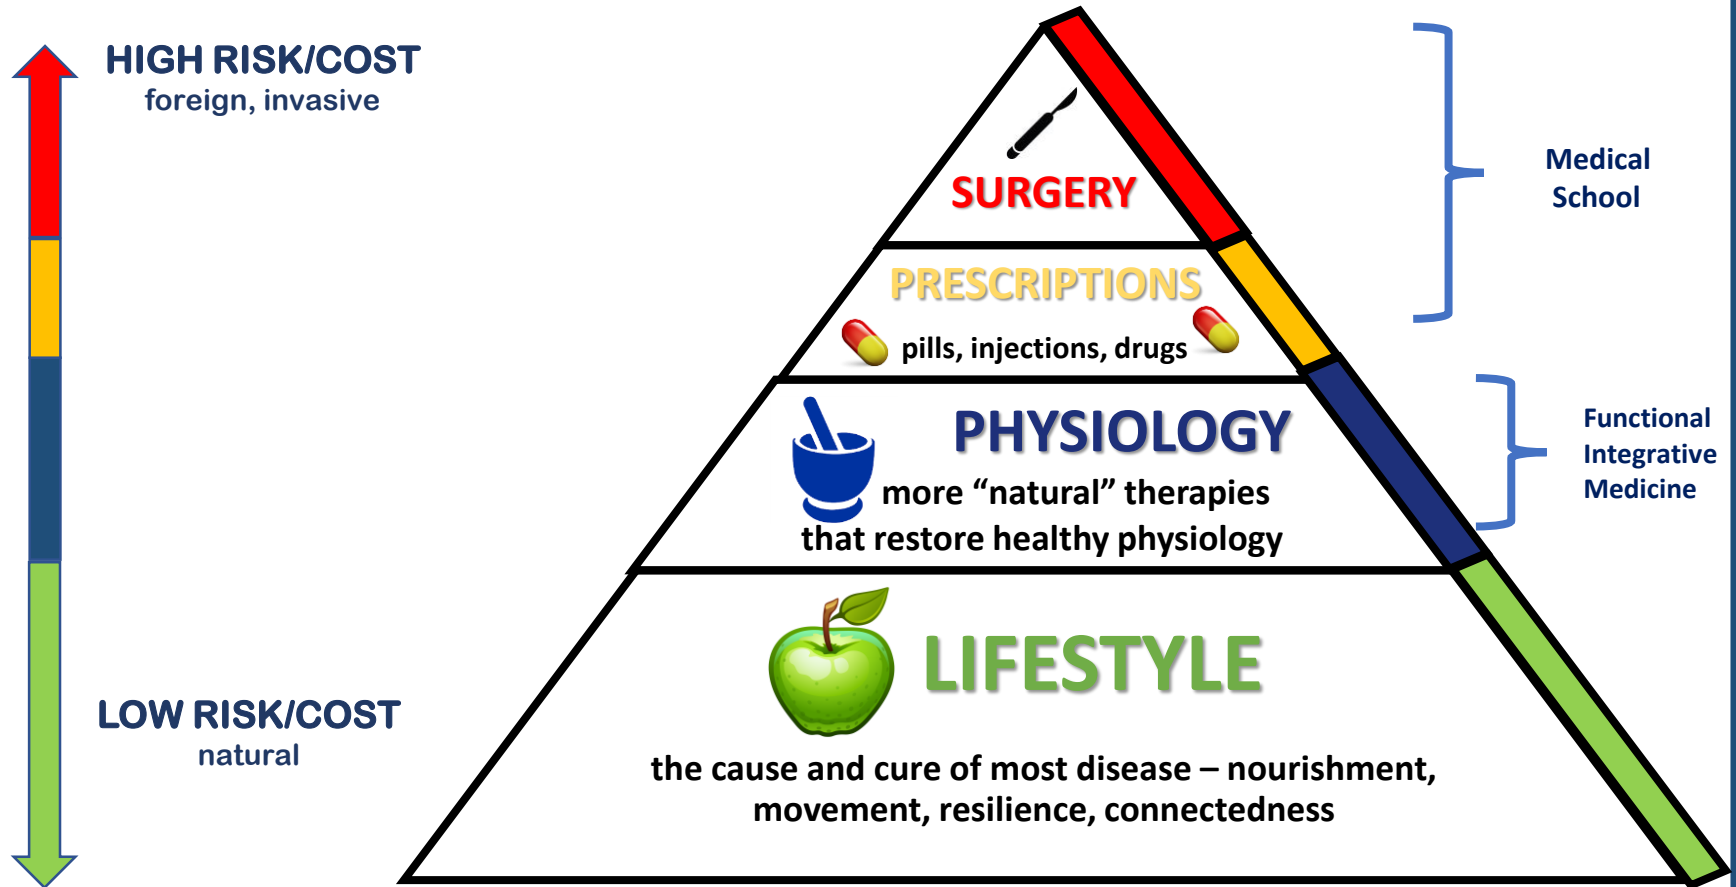 HIGH RISK/COST
foreign, invasive
SURGERY
Medical
School
PRESCRIPTIONS
pills, injections, drugs
PHYSIOLOGY
more “natural” therapies
that restore healthy physiology
Functional
Integrative
Medicine
LIFESTYLE
LOW RISK/COST
natural
the cause and cure of most disease – nourishment,
movement, resilience, connectedness